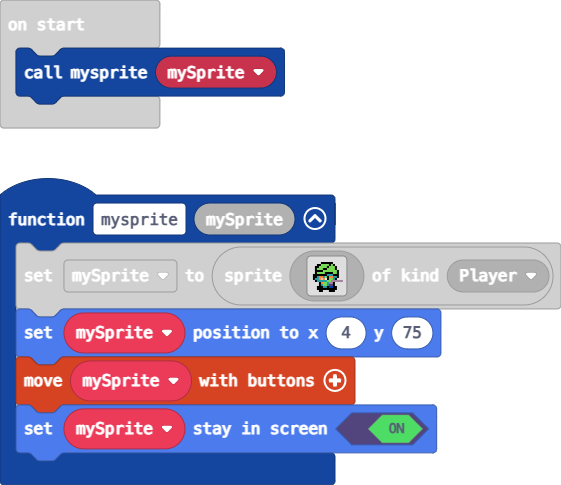 on start
call mysprite mySprite
function mysprite mySprite
set mySprite to sprite of kind Player
set mySprite position to x 4 y 75
move mySprite with buttons
set mySprite stay in screen ON